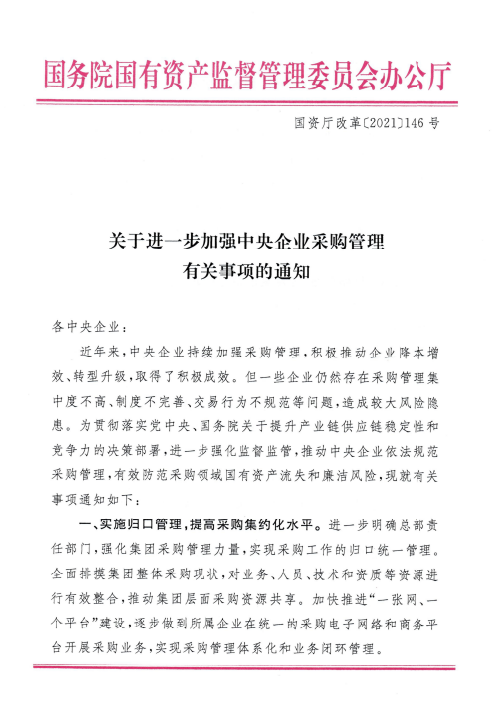 国务院国有资产监督管理委员会办公厅
国资厅改革〔2021〕146号
关于进一步加强中央企业采购管理
有关事项的通知
各中央企业：
近年来，中央企业持续加强采购管理，积极推动企业降本增
效、转型升级，取得了积极成效。但一些企业仍然存在采购管理集
中度不高、制度不完善、交易行为不规范等问题，造成较大风险隐
患。为贯彻落实党中央、国务院关于提升产业链供应链稳定性和
竞争力的决策部署，进一步强化监督监管，推动中央企业依法规范
采购管理，有效防范采购领域国有资产流失和廉洁风险，现就有关
事项通知如下：
一、实施归口管理，提高采购集约化水平。进一步明确总部责
任部门，强化集团采购管理力量，实现采购工作的归口统一管理。
全面排摸集团整体采购现状，对业务、人员、技术和资质等资源进
行有效整合，推动集团层面采购资源共享。加快推进“一张网、一
个平台”建设，逐步做到所属企业在统一的采购电子网络和商务平
台开展采购业务，实现采购管理体系化和业务闭环管理。